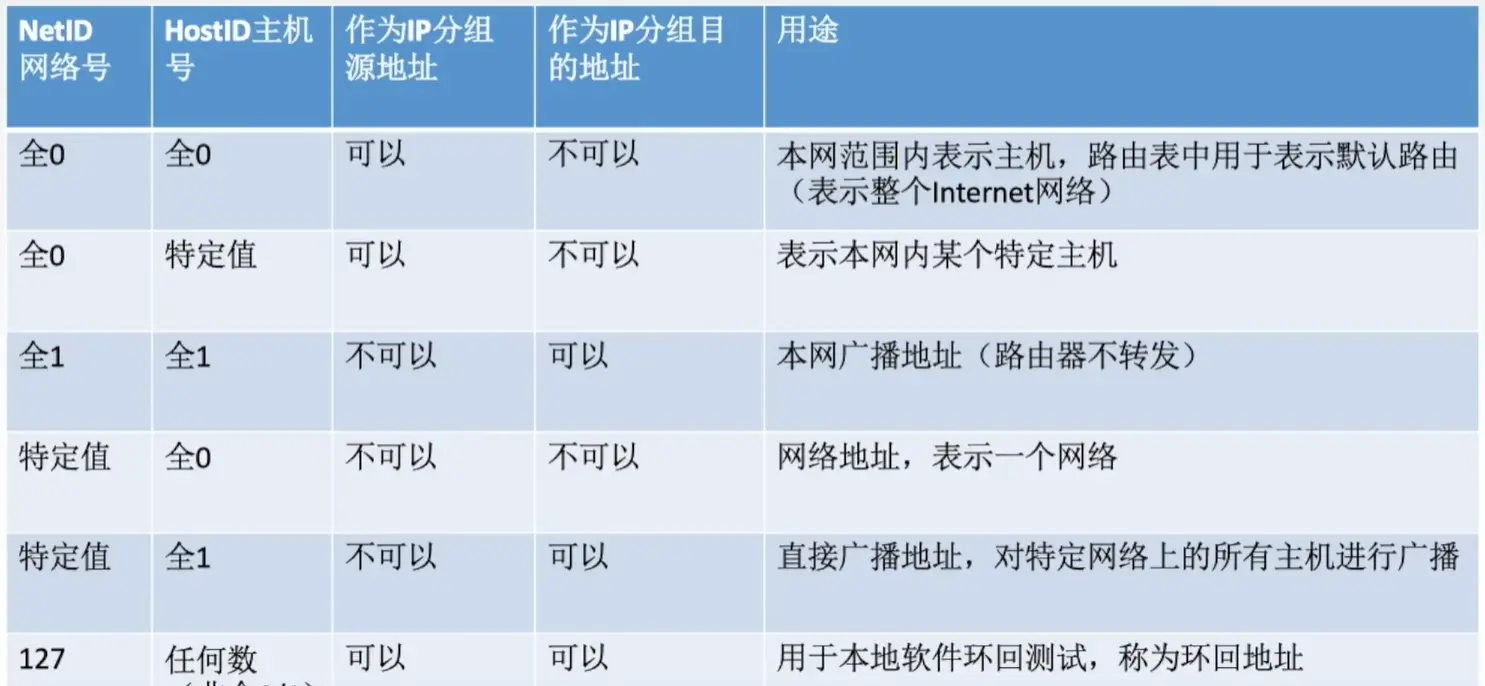 NetID
网络号
HostID主机
号
作为IP分组
源地址
作为IP分组目
的地址
用途
全0
全0
可以
不可以
本网范围内表示主机，路由表中用于表示默认路由
（表示整个Internet网络）
全0
特定值
可以
不可以
表示本网内某个特定主机
全1
全1
不可以
可以
本网广播地址（路由器不转发）
特定值
全0
不可以
不可以
网络地址，表示一个网络
特定值
全1
不可以
可以
直接广播地址，对特定网络上的所有主机进行广播
127
任何数
可以
可以
用于本地软件环回测试，称为环回地址